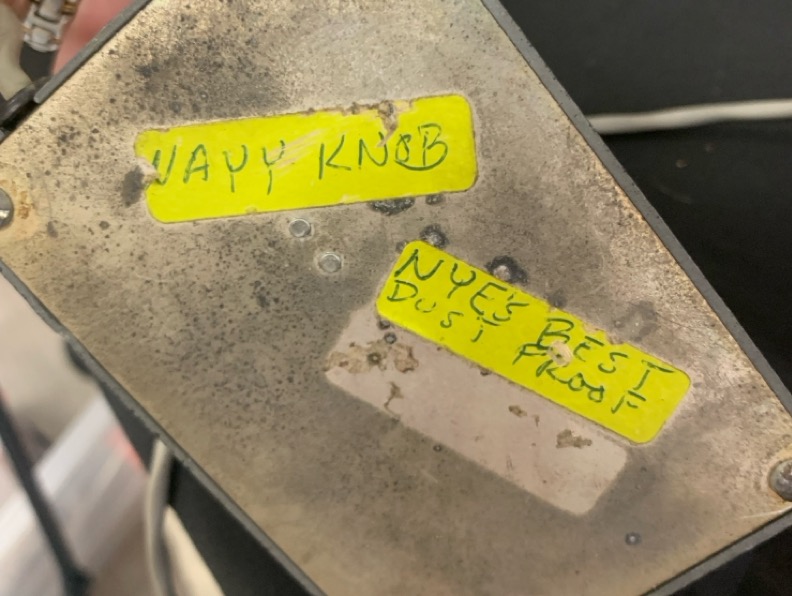 NAVY KNOB
NYE'S BEST
DUST PROOF